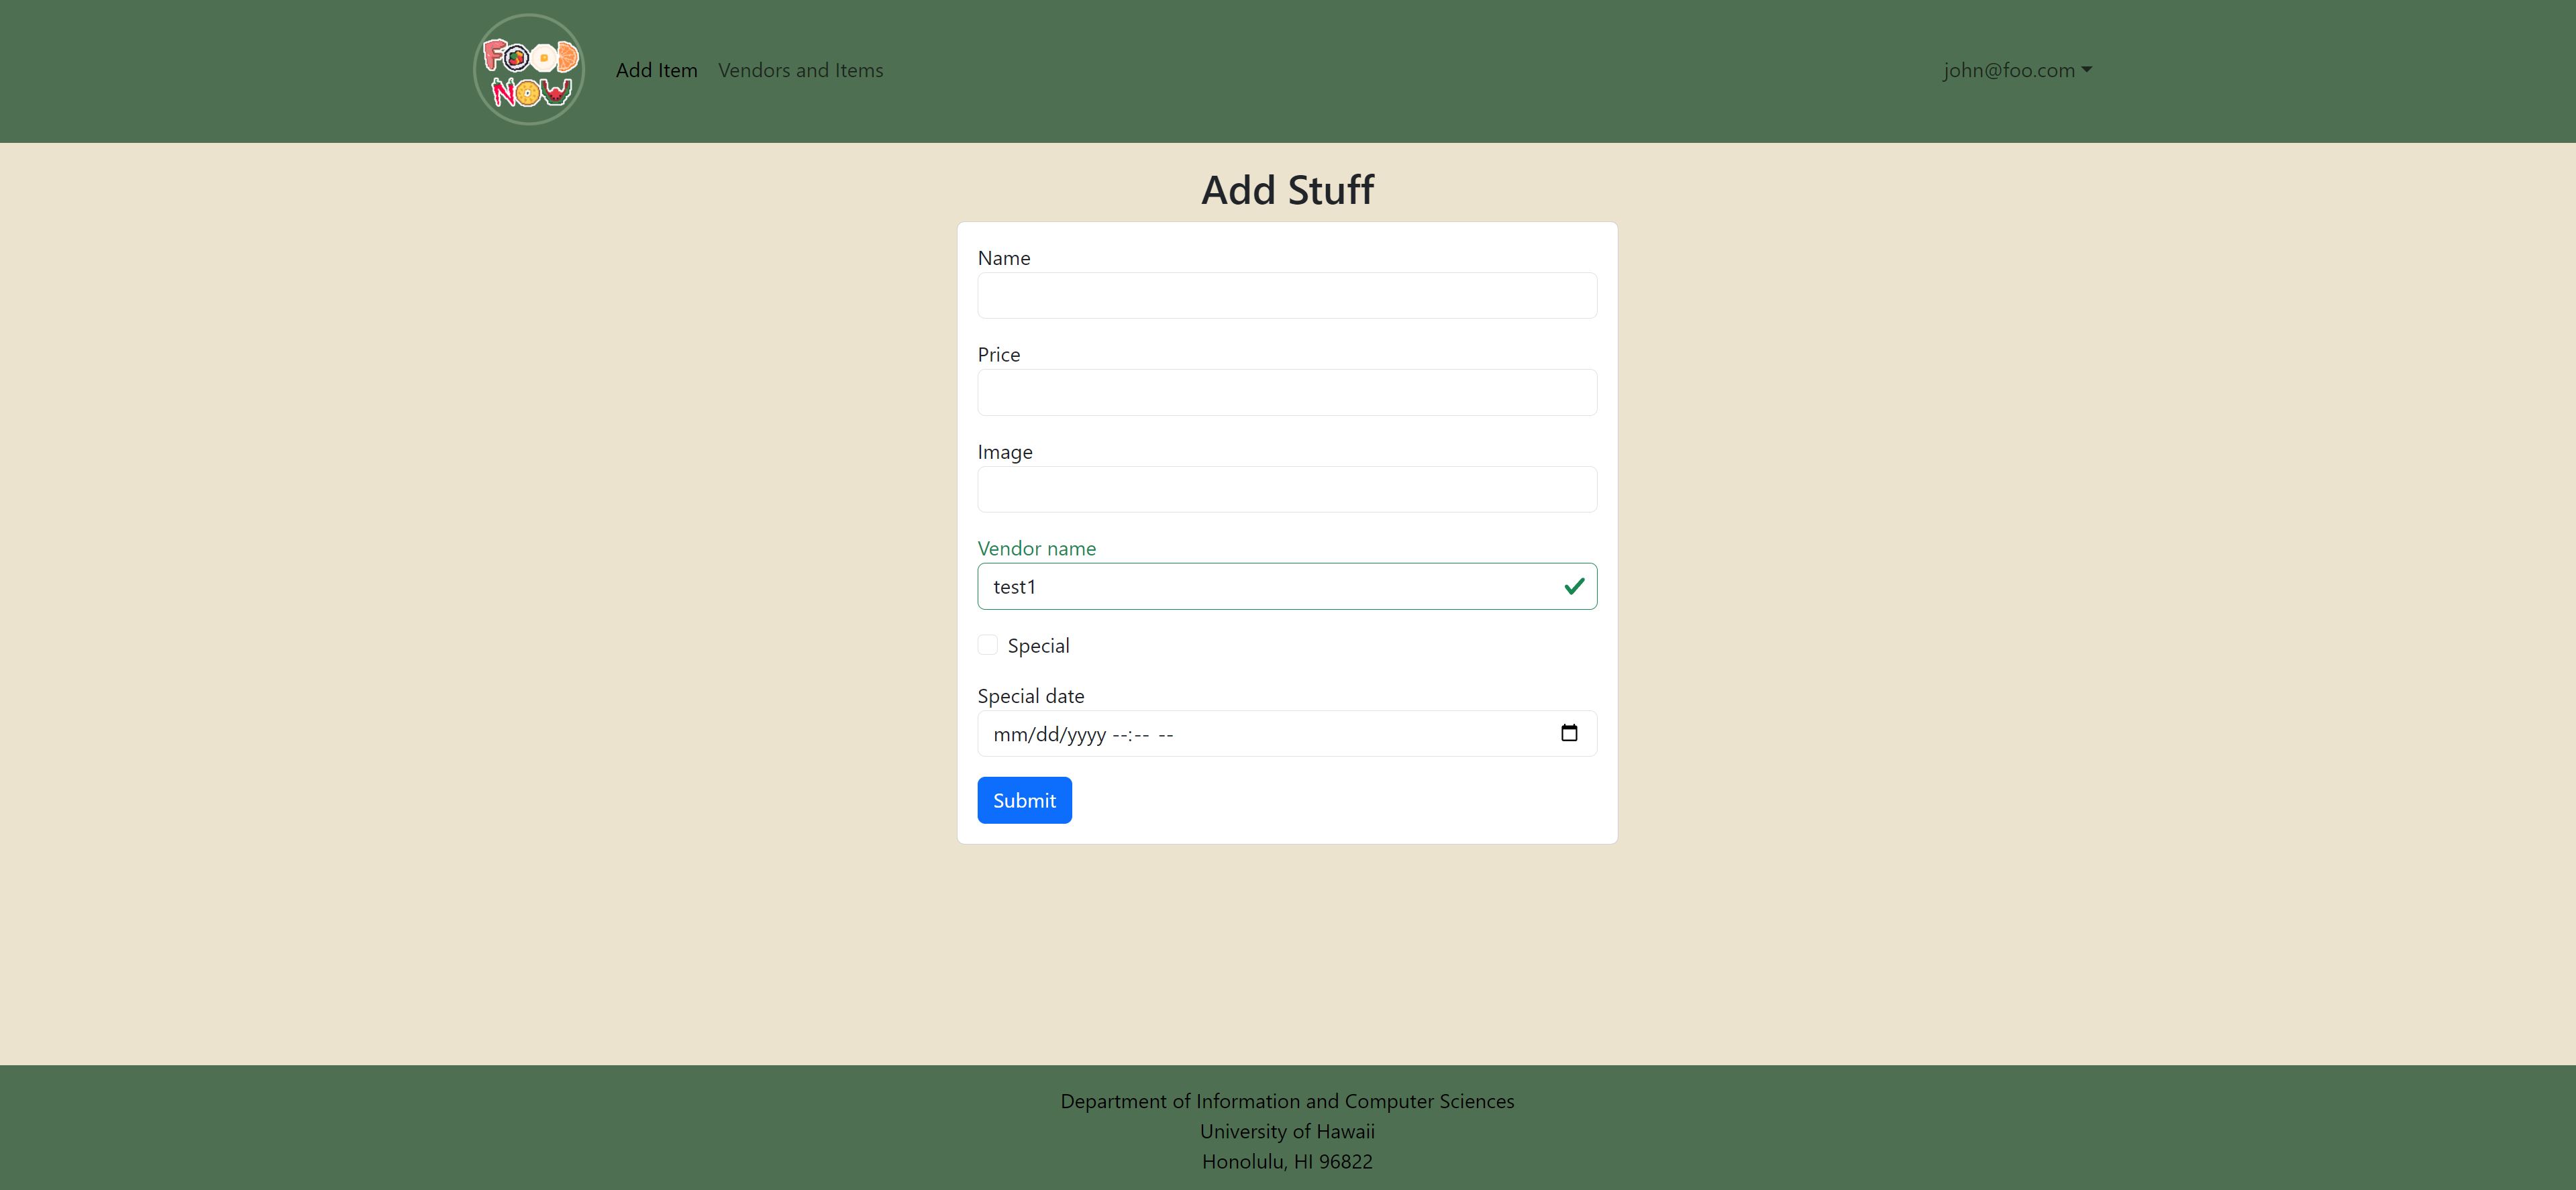 FOOD
NOW
Add Item Vendors and Items john@foo.com
Add Stuff
Name
Price
Image
Vendor name
test1
Special
Special date
mm/dd/yyyy --:-- --
Submit
Department of Information and Computer Sciences
University of Hawaii
Honolulu, HI 96822